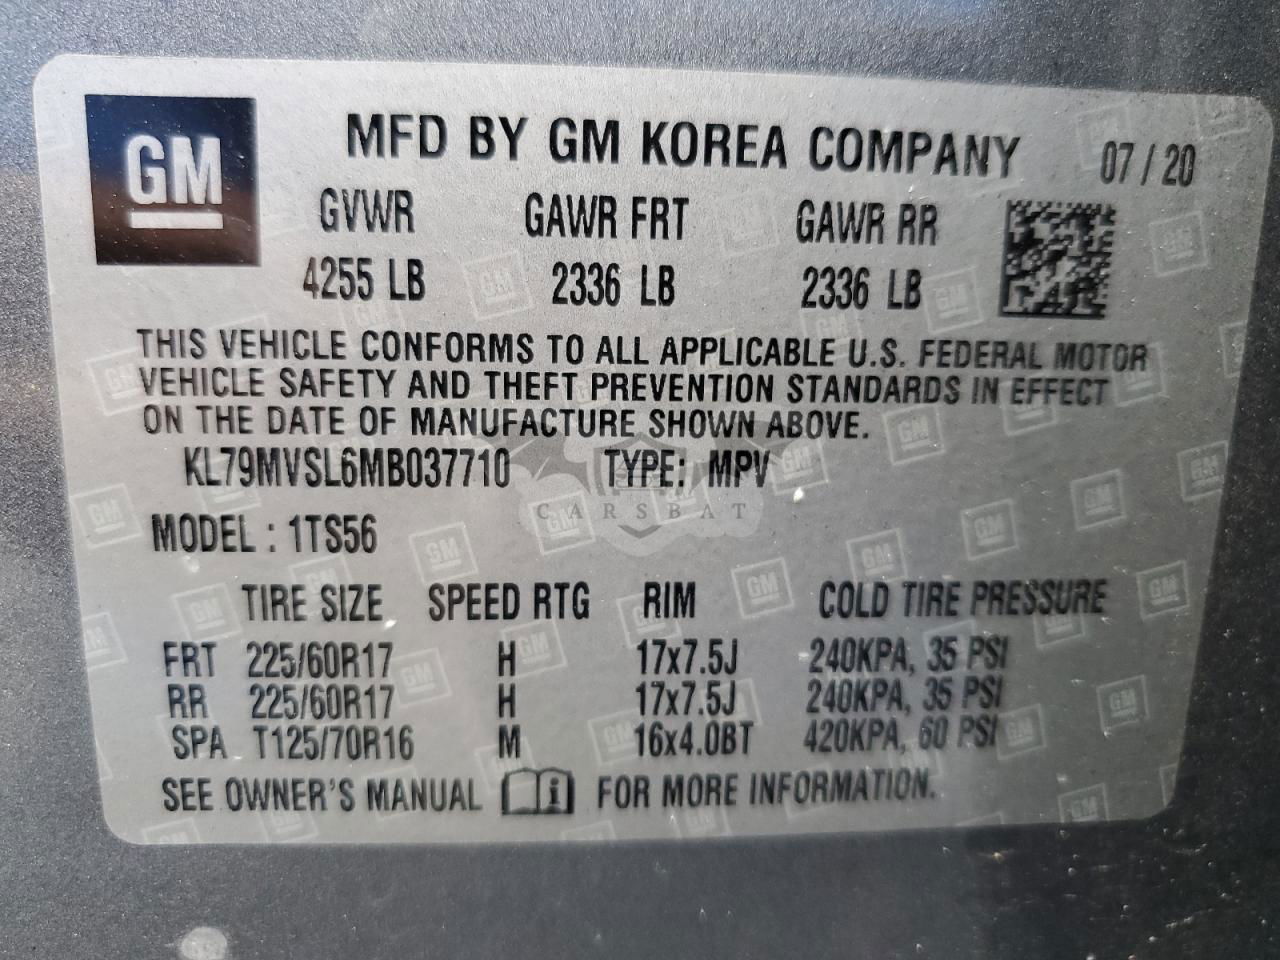 GM
MFD BY GM KOREA COMPANY 07 / 20
GVWR GAWR FRT GAWR RR
4255 LB 2336 LB 2336 LB
THIS VEHICLE CONFORMS TO ALL APPLICABLE U.S. FEDERAL MOTOR
VEHICLE SAFETY AND THEFT PREVENTION STANDARDS IN EFFECT
ON THE DATE OF MANUFACTURE SHOWN ABOVE.
KL79MVSL6MB037710 TYPE: MPV
CARSBAT
MODEL : 1TS56
TIRE SIZE SPEED RTG RIM COLD TIRE PRESSURE
FRT 225/60R17 H 17x7.5J 240KPA, 35 PSI
RR 225/60R17 H 17x7.5J 240KPA, 35 PSI
SPA T125/70R16 M 16x4.0BT 420KPA, 60 PSI
SEE OWNER'S MANUAL i FOR MORE INFORMATION.